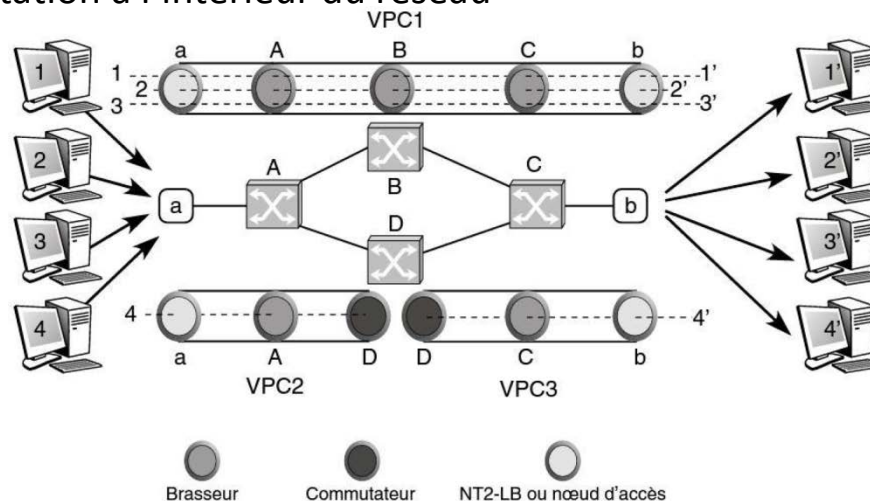 l'intérieur du réseau
VPC1
a A B C b
1 1 1' 1'
2 2'
3 3'
A B C
2 2'
a b
3 D 3'
4 4 4' 4'
a A D D C b
VPC2 VPC3
Brasseur Commutateur NT2-LB ou nœud d'accès